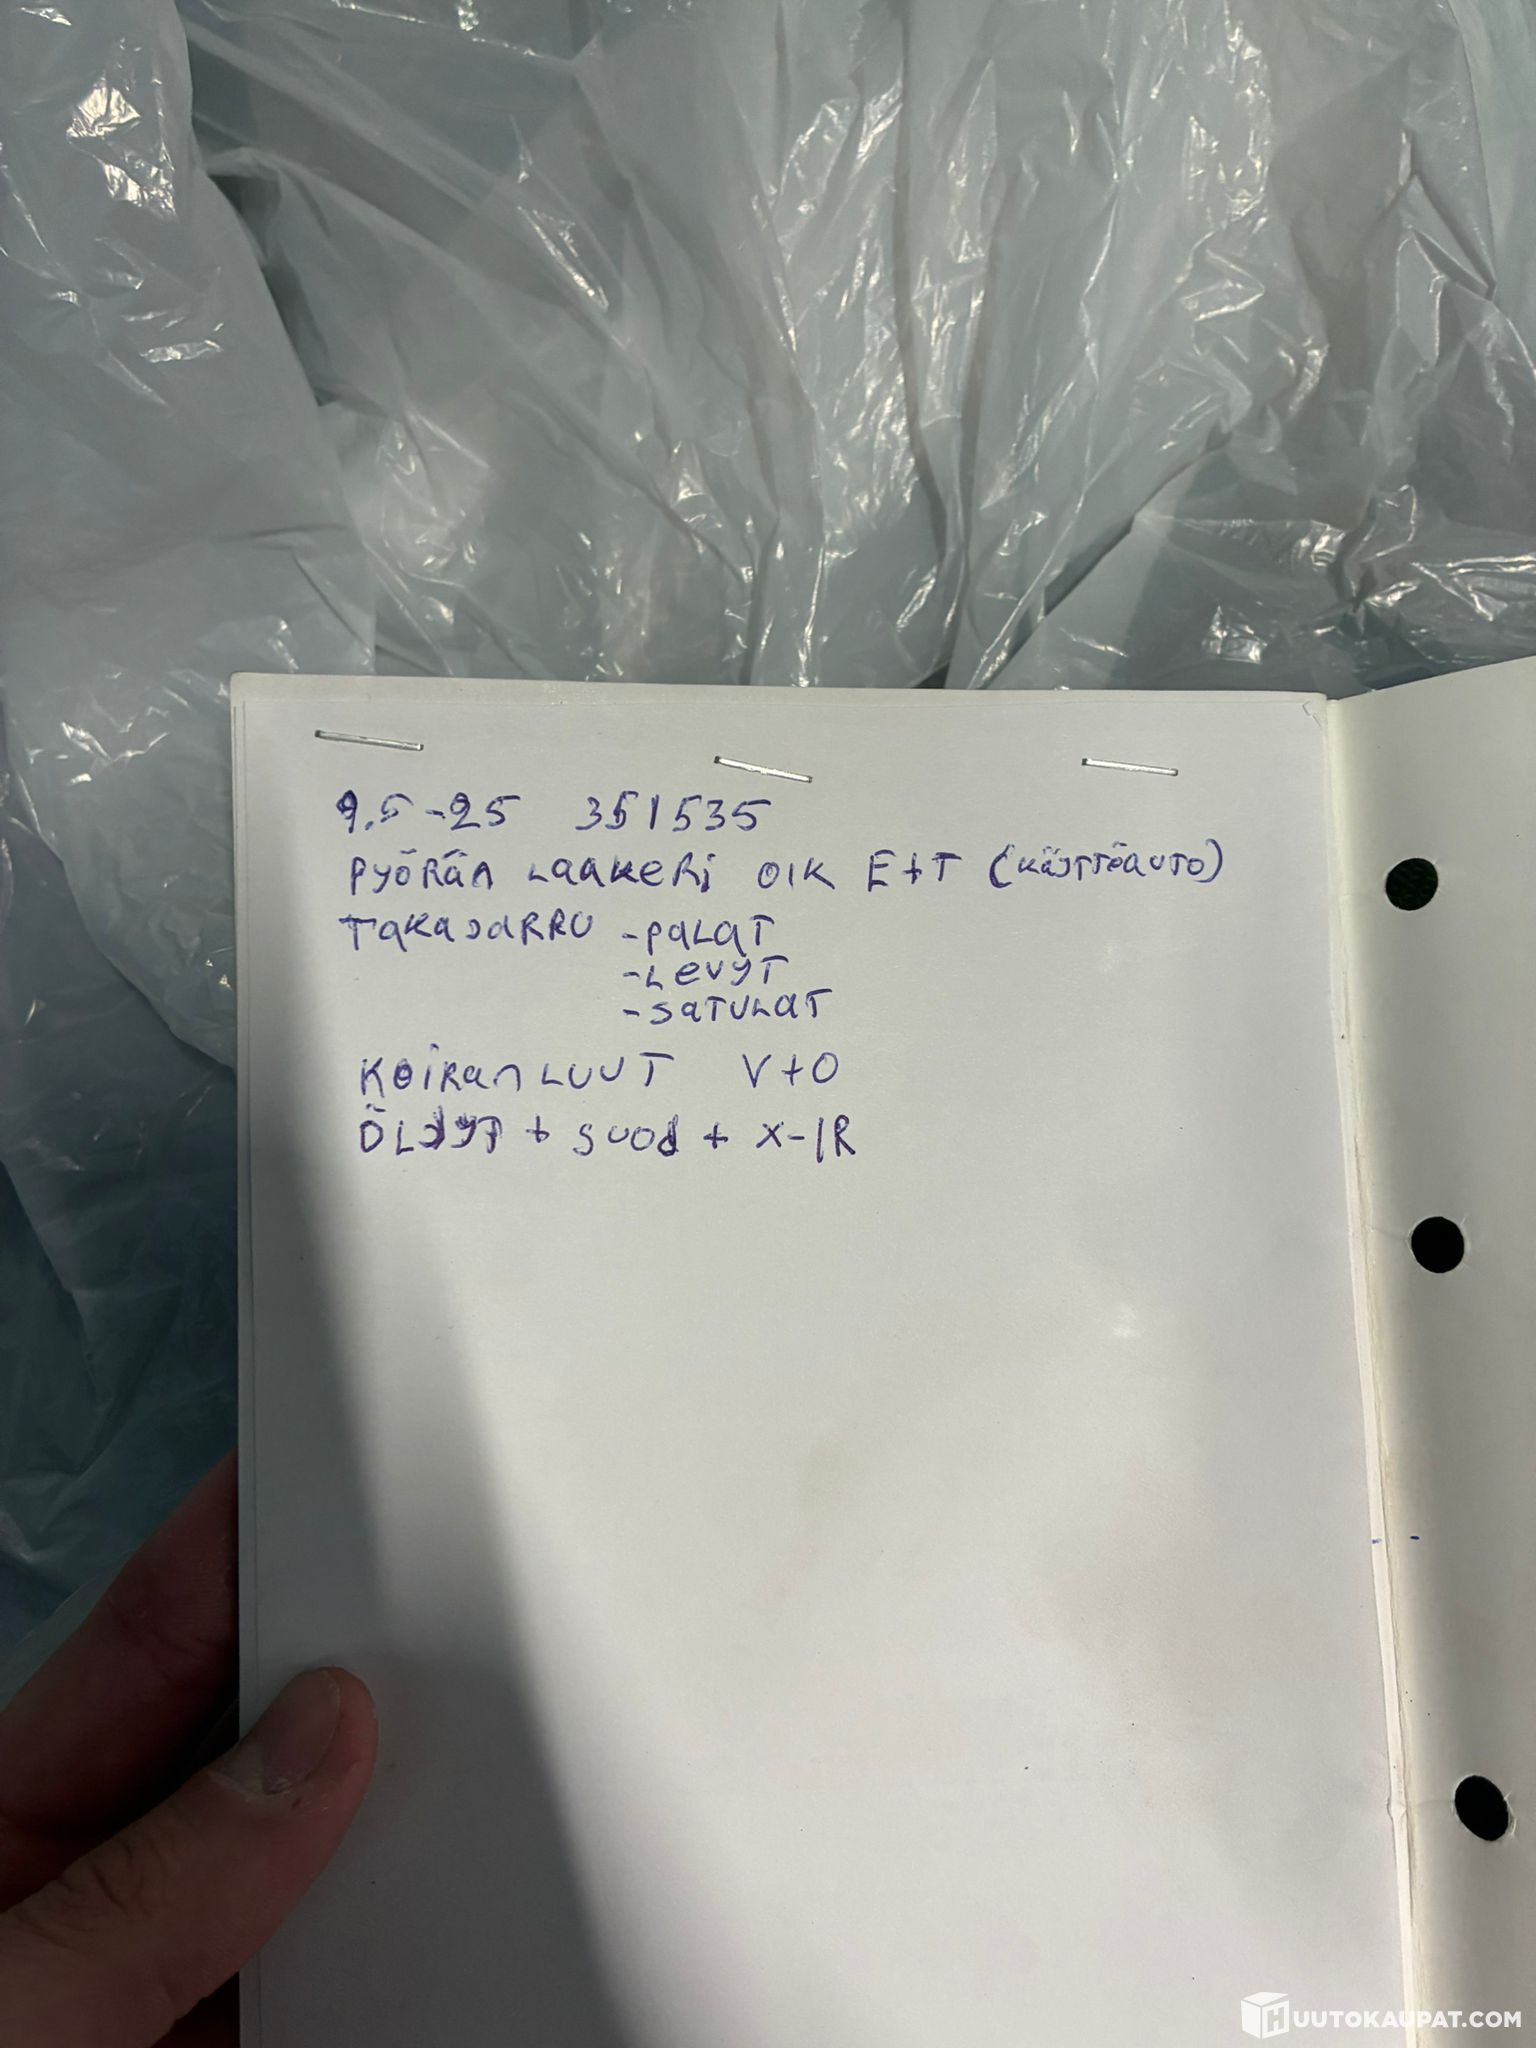 9.5-25 351535
PYÖRÄN LAAKERI OIK E+T (KÄYTTÖAUTO)
TAKAJARRU -PALAT
-LEVYT
-SATULAT
KOIRANLUUT V+O
ÖLJYT + SUOD + X-1R
HUUTOKAUPAT.COM